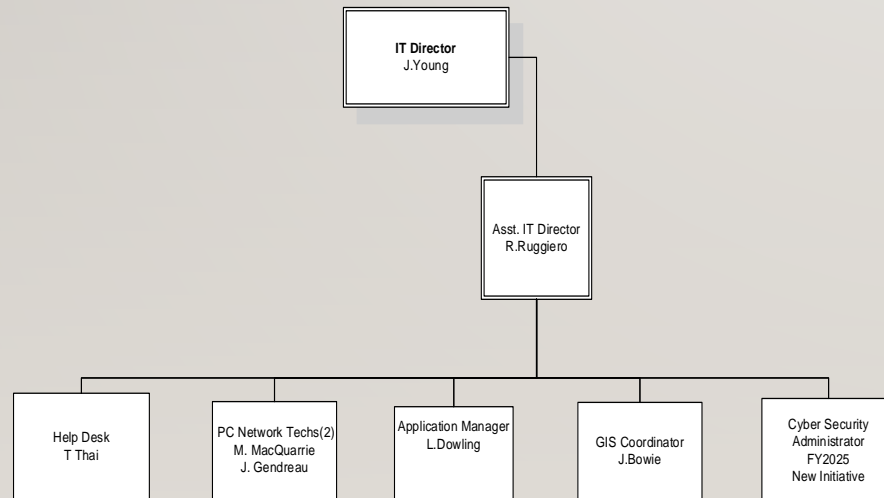 IT Director
J.Young
Asst. IT Director
R.Ruggiero
Help Desk
T Thai
PC Network Techs(2)
M. MacQuarrie
J. Gendreau
Application Manager
L.Dowling
GIS Coordinator
J.Bowie
Cyber Security
Administrator
FY2025
New Initiative